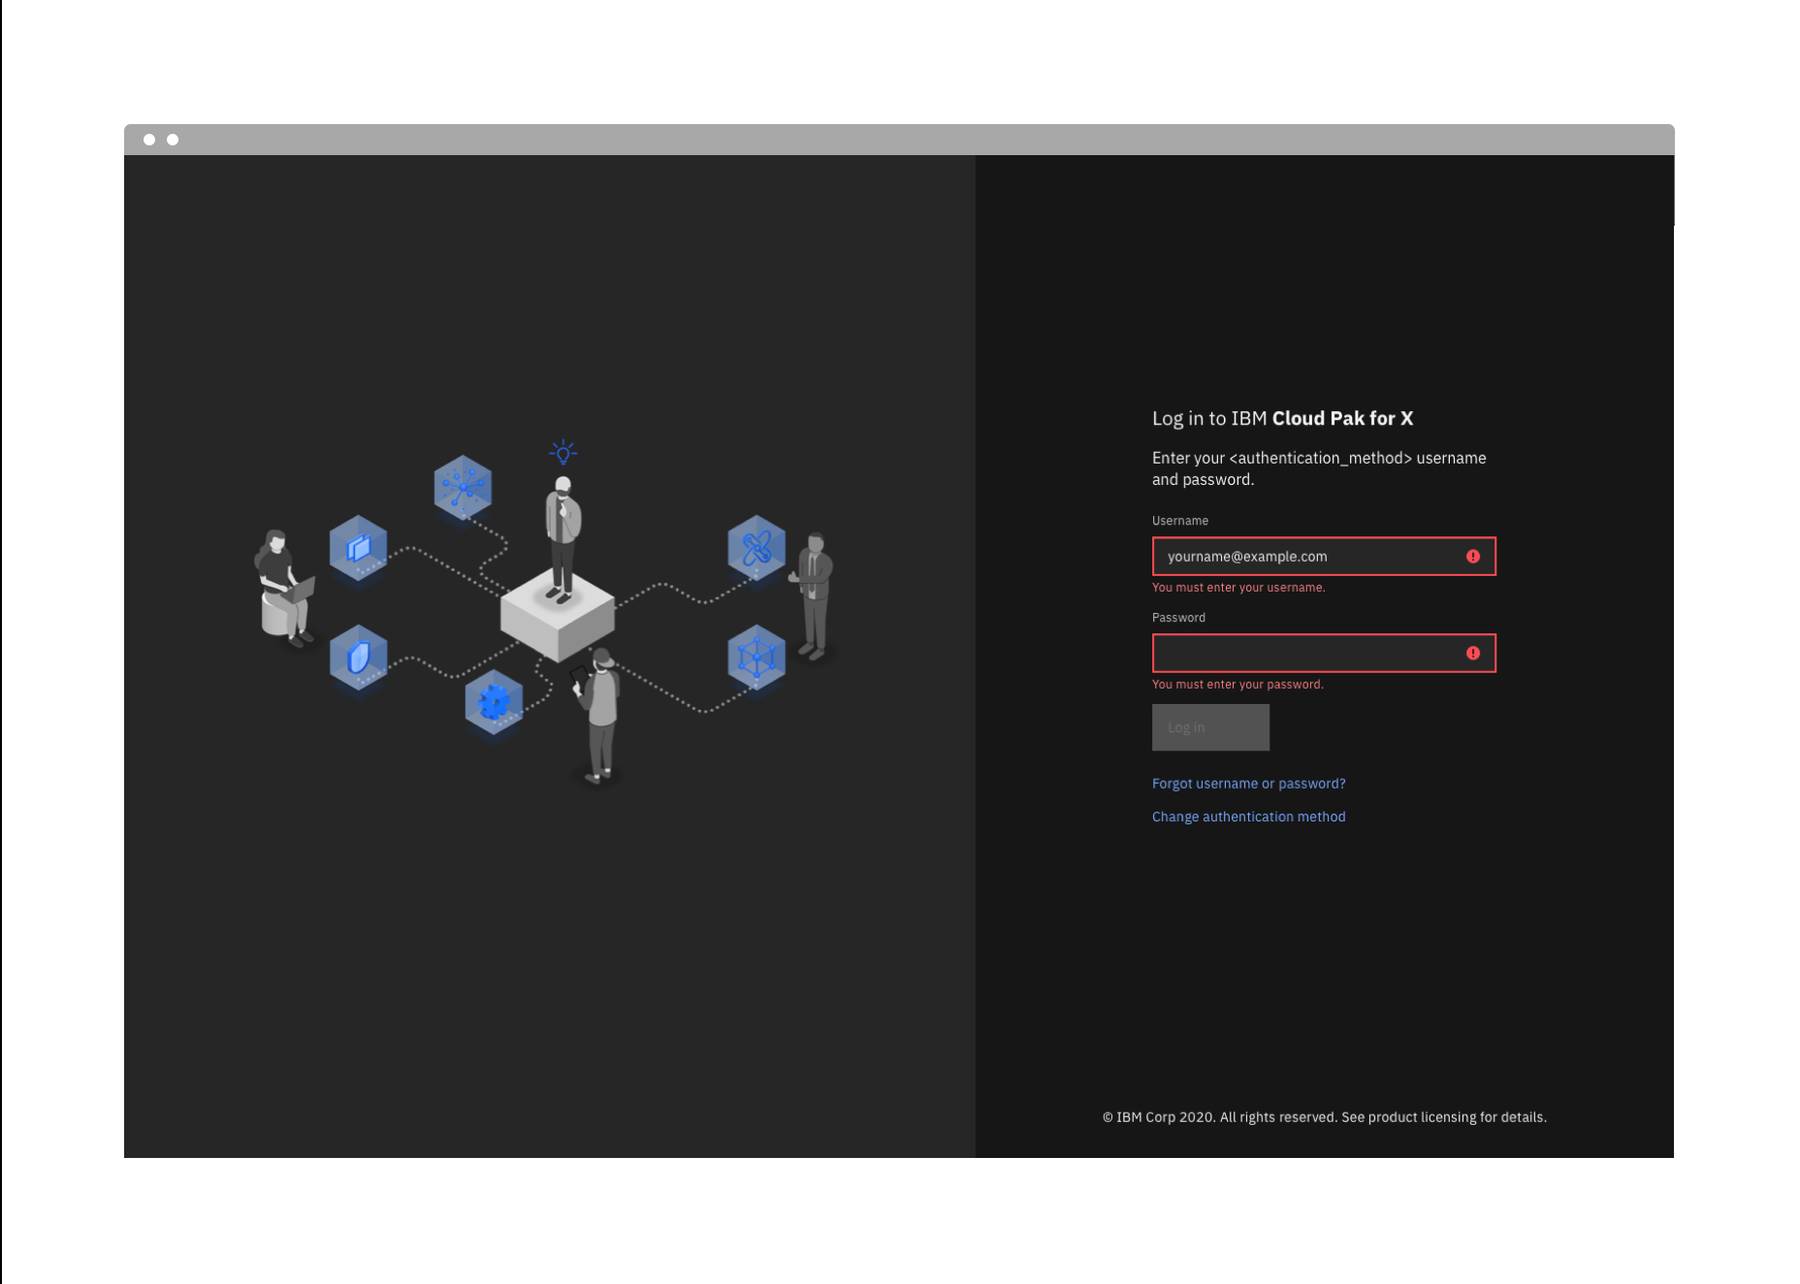 Log in to IBM Cloud Pak for X
Enter your <authentication_method> username
and password.
Username
yourname@example.com
You must enter your username.
Password
You must enter your password.
Log in
Forgot username or password?
Change authentication method
© IBM Corp 2020. All rights reserved. See product licensing for details.